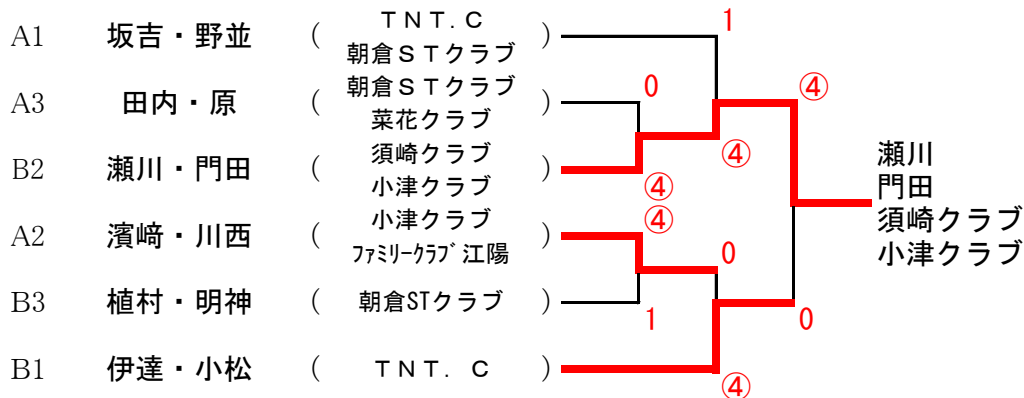 A1 坂吉・野並 ( ＴＮＴ.Ｃ 朝倉ＳＴクラブ ) 1
A3 田内・原 ( 朝倉ＳＴクラブ 菜花クラブ ) 0 ④
B2 瀬川・門田 ( 須崎クラブ 小津クラブ ) ④ ④
A2 濱﨑・川西 ( 小津クラブ ﾌｧﾐﾘｰｸﾗﾌﾞ江陽 ) ④ 0
B3 植村・明神 ( 朝倉STクラブ ) 1 0
B1 伊達・小松 ( ＴＮＴ. Ｃ ) ④
瀬川
門田
須崎クラブ
小津クラブ